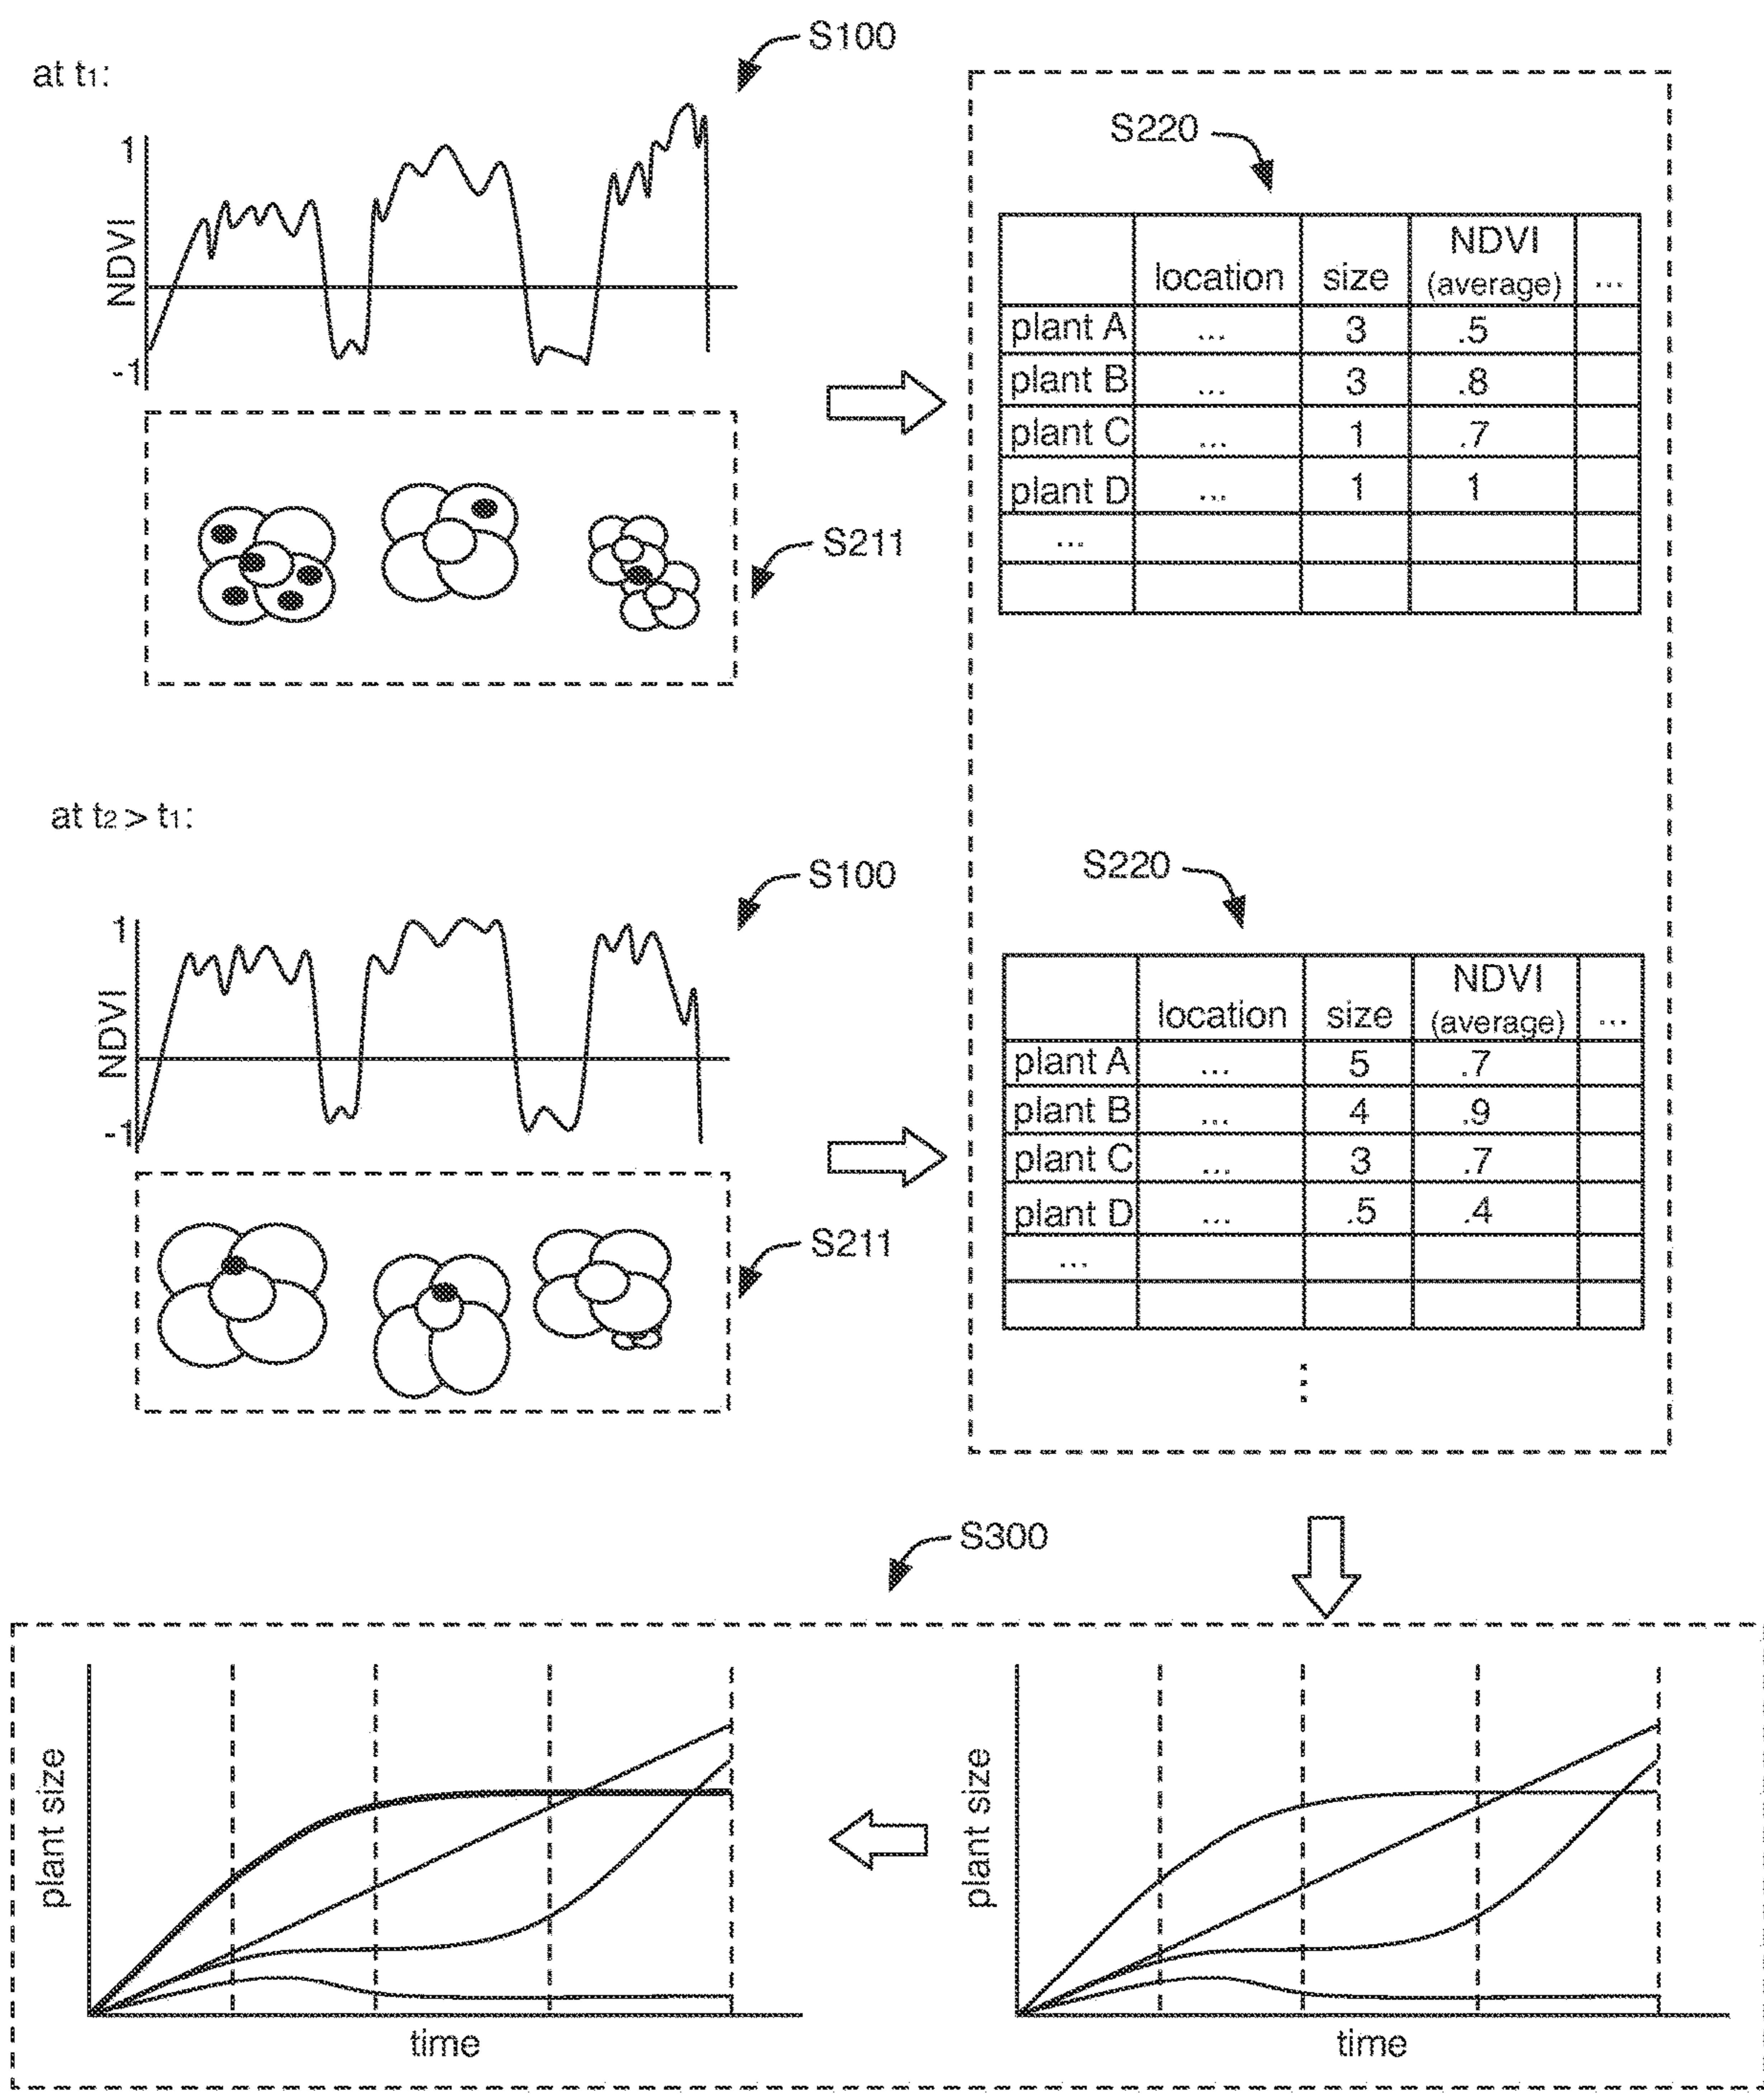 S100
at t1:
1
NDVI
-1
S211
S220
location size NDVI (average) ...
plant A ... 3 .5
plant B ... 3 .8
plant C ... 1 .7
plant D ... 1 1
...
at t2 > t1:
S100
1
NDVI
-1
S211
S220
location size NDVI (average) ...
plant A ... 5 .7
plant B ... 4 .9
plant C ... 3 .7
plant D ... .5 .4
...
S300
plant size
time
plant size
time